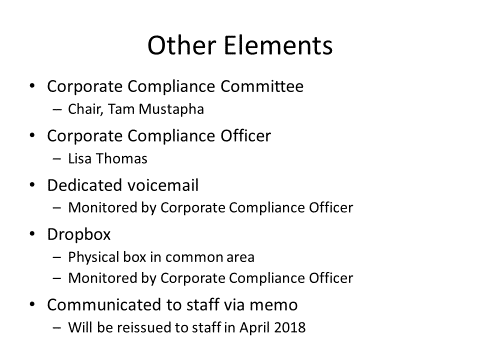 Other Elements
• Corporate Compliance Committee
– Chair, Tam Mustapha
• Corporate Compliance Officer
– Lisa Thomas
• Dedicated voicemail
– Monitored by Corporate Compliance Officer
• Dropbox
– Physical box in common area
– Monitored by Corporate Compliance Officer
• Communicated to staff via memo
– Will be reissued to staff in April 2018